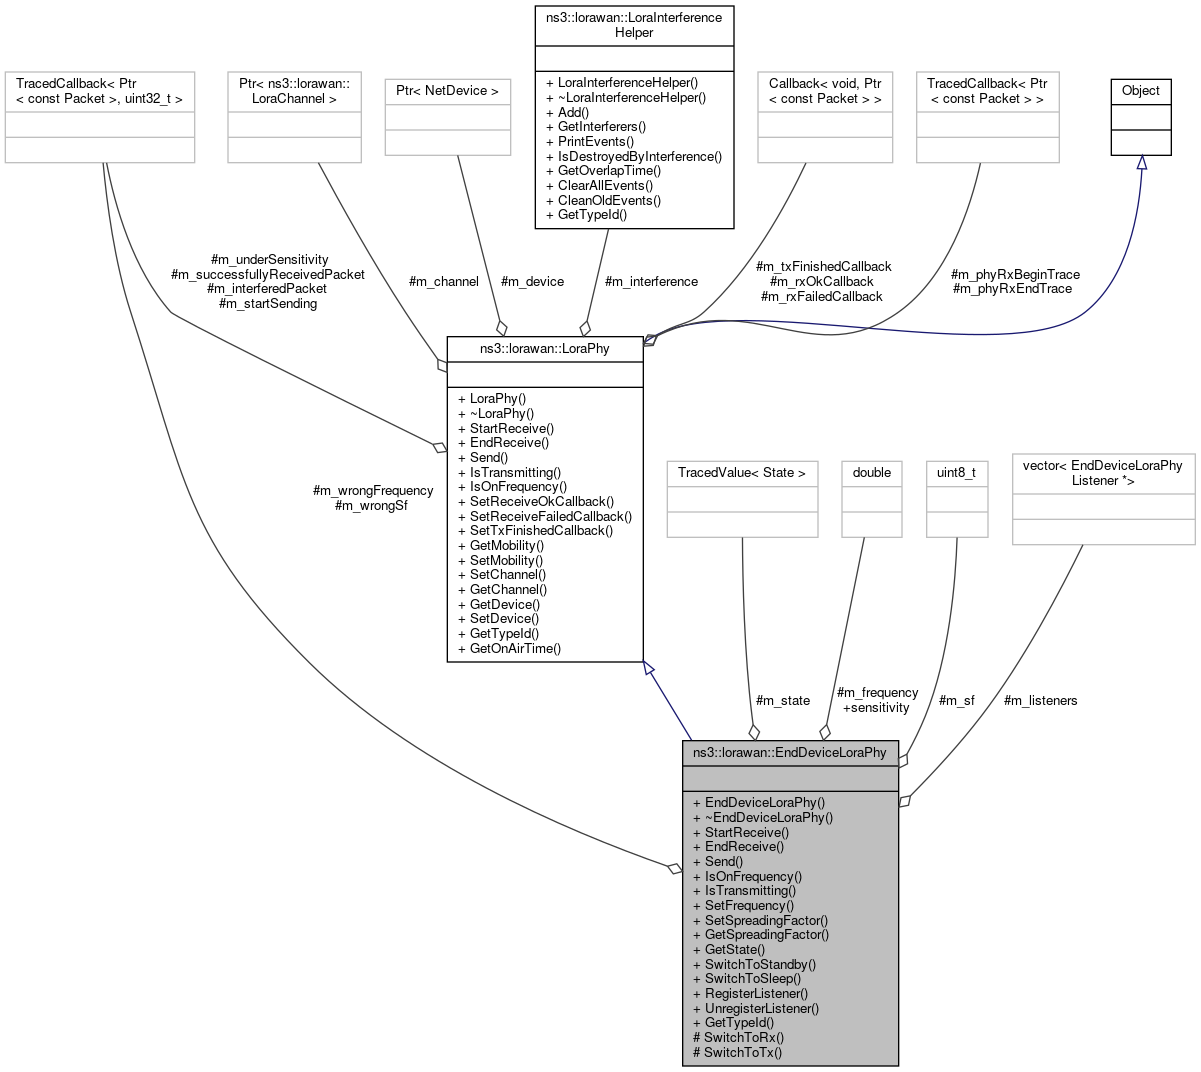 ns3::lorawan::LoraInterference
Helper
+ LoraInterferenceHelper()
+ ~LoraInterferenceHelper()
+ Add()
+ GetInterferers()
+ PrintEvents()
+ IsDestroyedByInterference()
+ GetOverlapTime()
+ ClearAllEvents()
+ CleanOldEvents()
+ GetTypeId()
TracedCallback< Ptr
< const Packet >, uint32_t >
Ptr< ns3::lorawan::
LoraChannel >
Ptr< NetDevice >
Callback< void, Ptr
< const Packet > >
TracedCallback< Ptr
< const Packet > >
Object
#m_underSensitivity
#m_successfullyReceivedPacket
#m_interferedPacket
#m_startSending
#m_channel
#m_device
#m_interference
#m_txFinishedCallback
#m_rxOkCallback
#m_rxFailedCallback
#m_phyRxBeginTrace
#m_phyRxEndTrace
ns3::lorawan::LoraPhy
+ LoraPhy()
+ ~LoraPhy()
+ StartReceive()
+ EndReceive()
+ Send()
+ IsTransmitting()
+ IsOnFrequency()
+ SetReceiveOkCallback()
+ SetReceiveFailedCallback()
+ SetTxFinishedCallback()
+ GetMobility()
+ SetMobility()
+ SetChannel()
+ GetChannel()
+ GetDevice()
+ SetDevice()
+ GetTypeId()
+ GetOnAirTime()
#m_wrongFrequency
#m_wrongSf
TracedValue< State >
double
uint8_t
vector< EndDeviceLoraPhy
Listener *>
#m_state
#m_frequency
+sensitivity
#m_sf
#m_listeners
ns3::lorawan::EndDeviceLoraPhy
+ EndDeviceLoraPhy()
+ ~EndDeviceLoraPhy()
+ StartReceive()
+ EndReceive()
+ Send()
+ IsOnFrequency()
+ IsTransmitting()
+ SetFrequency()
+ SetSpreadingFactor()
+ GetSpreadingFactor()
+ GetState()
+ SwitchToStandby()
+ SwitchToSleep()
+ RegisterListener()
+ UnregisterListener()
+ GetTypeId()
# SwitchToRx()
# SwitchToTx()